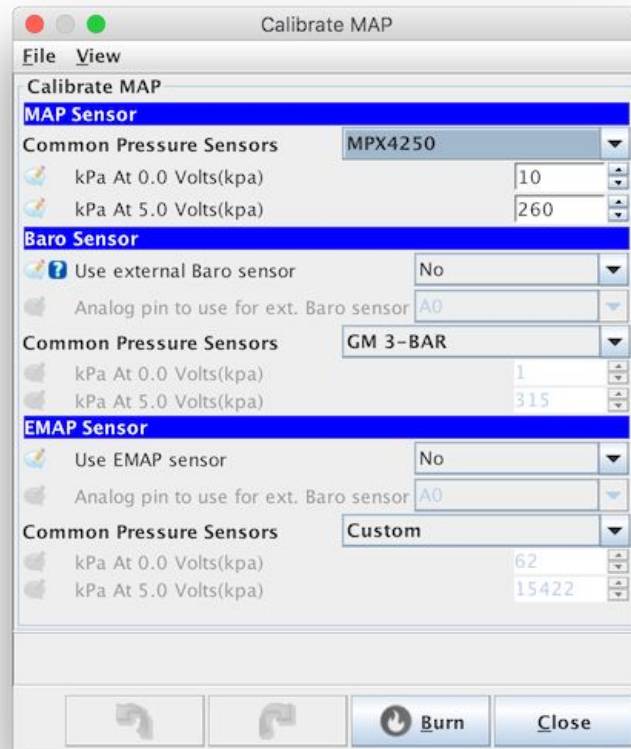 Calibrate MAP
File View
Calibrate MAP
MAP Sensor
Common Pressure Sensors MPX4250
kPa At 0.0 Volts(kpa) 10
kPa At 5.0 Volts(kpa) 260
Baro Sensor
? Use external Baro sensor No
Analog pin to use for ext. Baro sensor A0
Common Pressure Sensors GM 3-BAR
kPa At 0.0 Volts(kpa) 1
kPa At 5.0 Volts(kpa) 315
EMAP Sensor
Use EMAP sensor No
Analog pin to use for ext. Baro sensor A0
Common Pressure Sensors Custom
kPa At 0.0 Volts(kpa) 62
kPa At 5.0 Volts(kpa) 15422
Burn Close